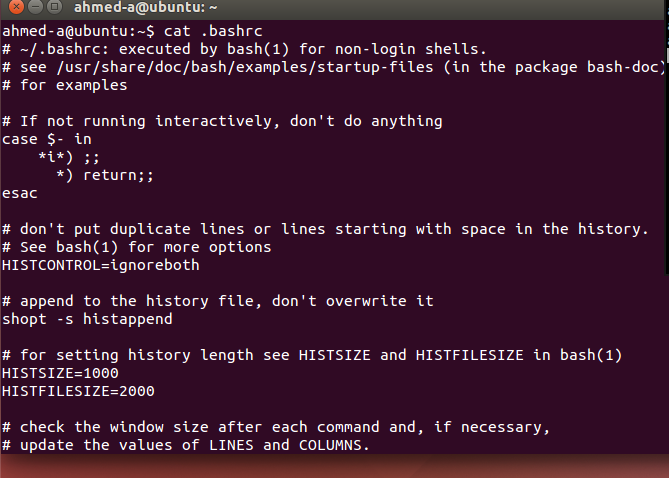 ahmed-a@ubuntu: ~
ahmed-a@ubuntu:~$ cat .bashrc
# ~/.bashrc: executed by bash(1) for non-login shells.
# see /usr/share/doc/bash/examples/startup-files (in the package bash-doc)
# for examples

# If not running interactively, don't do anything
case $- in
    *i*) ;;
      *) return;;
esac

# don't put duplicate lines or lines starting with space in the history.
# See bash(1) for more options
HISTCONTROL=ignoreboth

# append to the history file, don't overwrite it
shopt -s histappend

# for setting history length see HISTSIZE and HISTFILESIZE in bash(1)
HISTSIZE=1000
HISTFILESIZE=2000

# check the window size after each command and, if necessary,
# update the values of LINES and COLUMNS.